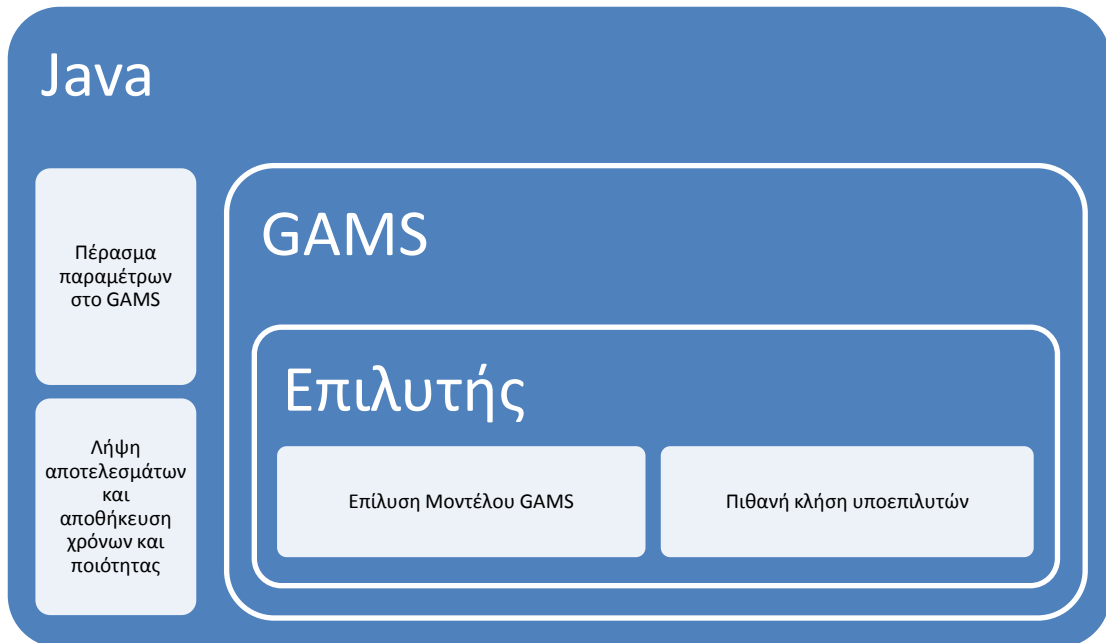 Java
Πέρασμα
παραμέτρων
στο GAMS
Λήψη
αποτελεσμάτων
και
αποθήκευση
χρόνων και
ποιότητας
GAMS
Επιλυτής
Επίλυση Μοντέλου GAMS
Πιθανή κλήση υποεπιλυτών